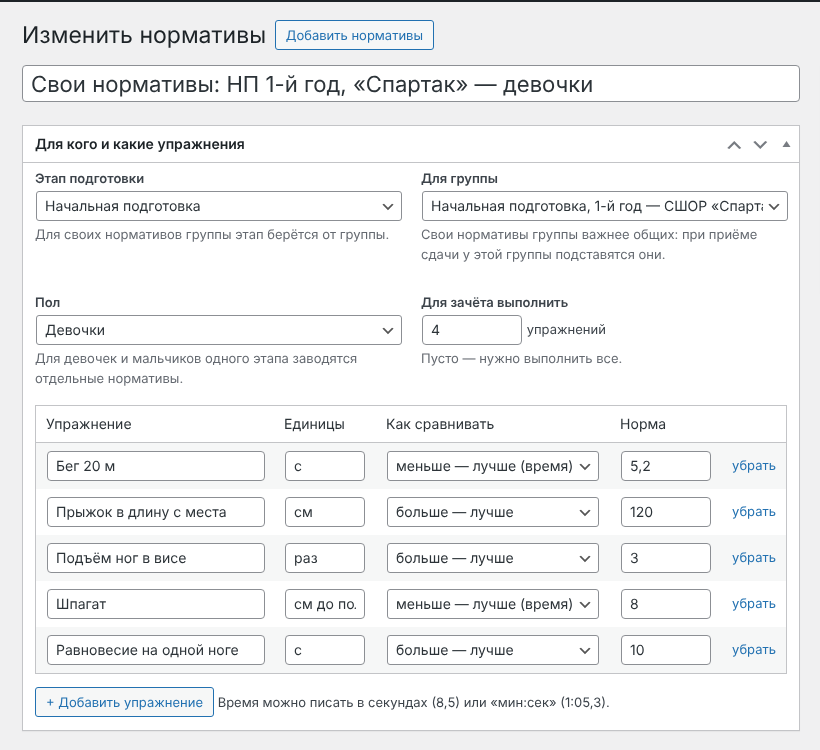 Изменить нормативы Добавить нормативы
Свои нормативы: НП 1-й год, «Спартак» — девочки
Для кого и какие упражнения
Этап подготовки
Начальная подготовка
Для своих нормативов группы этап берётся от группы.
Для группы
Начальная подготовка, 1-й год — СШОР «Спарта
Свои нормативы группы важнее общих: при приёме
сдачи у этой группы подставятся они.
Пол
Девочки
Для девочек и мальчиков одного этапа заводятся
отдельные нормативы.
Для зачёта выполнить
4 упражнений
Пусто — нужно выполнить все.
Упражнение Единицы Как сравнивать Норма
Бег 20 м с меньше — лучше (время) 5,2 убрать
Прыжок в длину с места см больше — лучше 120 убрать
Подъём ног в висе раз больше — лучше 3 убрать
Шпагат см до по. меньше — лучше (время) 8 убрать
Равновесие на одной ноге с больше — лучше 10 убрать
+ Добавить упражнение Время можно писать в секундах (8,5) или «мин:сек» (1:05,3).